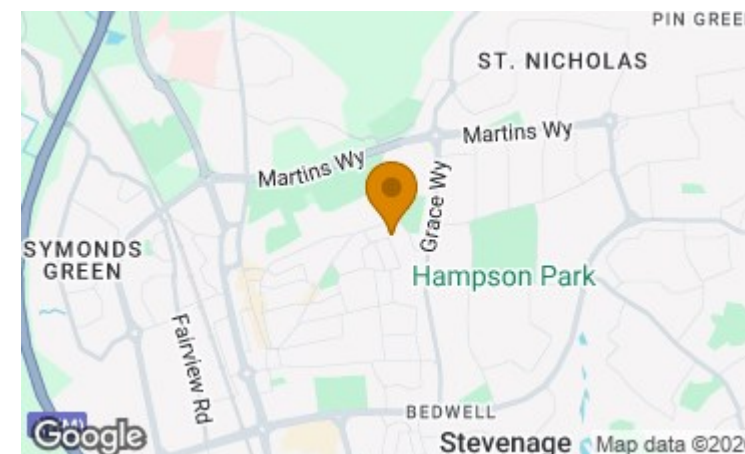 PIN GREE
ST. NICHOLAS
Martins Wy
Martins Wy
Grace Wy
SYMONDS
GREEN
Hampson Park
Fairview Rd
BEDWELL
Google
Stevenage
Map data ©202